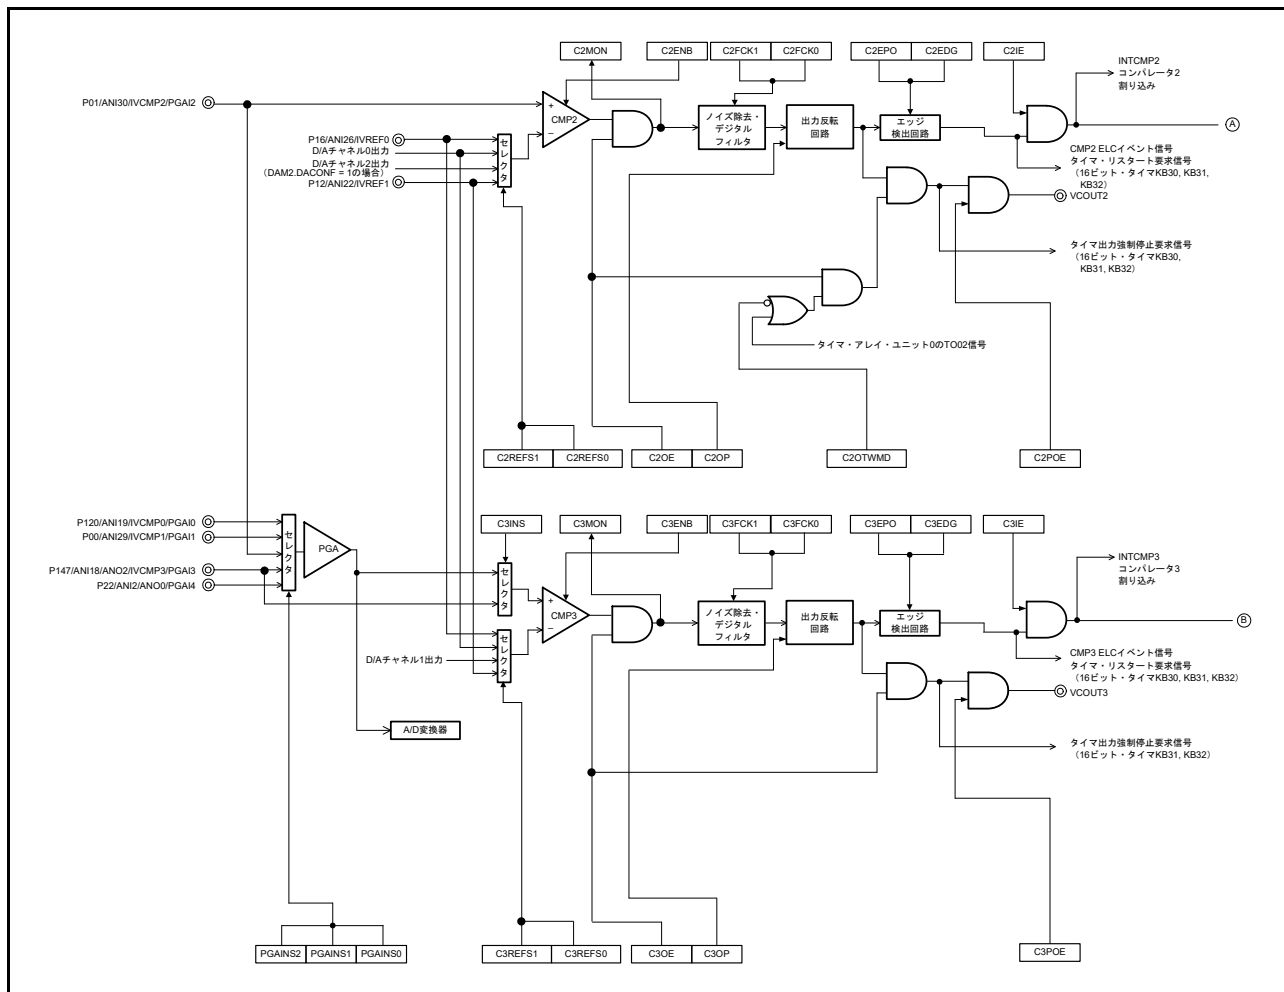 C2MON
C2ENB
C2FCK1
C2FCK0
C2EPO
C2EDG
C2IE
INTCMP2
コンパレータ2
割り込み
P01/ANI30/IVCMP2/PGAI2
+
CMP2
−
ノイズ除去・
デジタル
フィルタ
出力反転
回路
エッジ
検出回路
A
P16/ANI26/IVREF0
D/Aチャネル0出力
D/Aチャネル2出力
（DAM2.DACONF = 1の場合）
P12/ANI22/IVREF1
セレクタ
CMP2 ELCイベント信号
タイマ・リスタート要求信号
（16ビット・タイマKB30, KB31,
KB32）
VCOUT2
タイマ出力強制停止要求信号
（16ビット・タイマKB30,
KB31, KB32）
タイマ・アレイ・ユニット0のTO02信号
C2REFS1
C2REFS0
C2OE
C2OP
C2OTWMD
C2POE
P120/ANI19/IVCMP0/PGAI0
P00/ANI29/IVCMP1/PGAI1
P147/ANI18/ANO2/IVCMP3/PGAI3
P22/ANI2/ANO0/PGAI4
セレクタ
PGA
C3INS
C3MON
C3ENB
C3FCK1
C3FCK0
C3EPO
C3EDG
C3IE
INTCMP3
コンパレータ3
割り込み
セレクタ
+
CMP3
−
ノイズ除去・
デジタル
フィルタ
出力反転
回路
エッジ
検出回路
B
セレクタ
D/Aチャネル1出力
CMP3 ELCイベント信号
タイマ・リスタート要求信号
（16ビット・タイマKB30, KB31, KB32）
VCOUT3
A/D変換器
タイマ出力強制停止要求信号
（16ビット・タイマKB31, KB32）
PGAINS2
PGAINS1
PGAINS0
C3REFS1
C3REFS0
C3OE
C3OP
C3POE